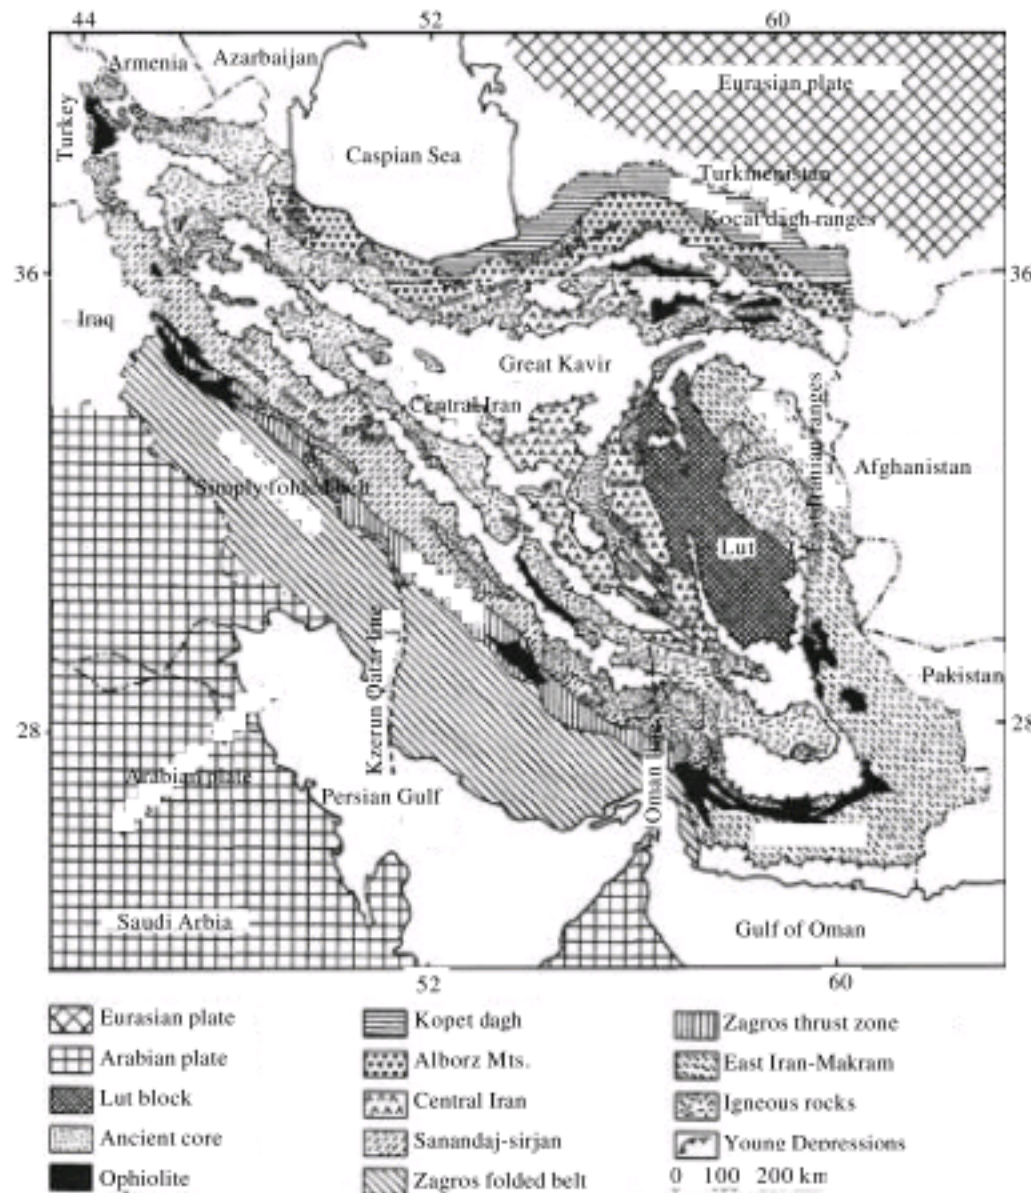 44 52 60
Armenia
Azarbaijan
Turkey
Eurasian plate
Caspian Sea
Turkmenistan
Kocat dagh ranges
36 36
Iraq
Great Kavir
Central Iran
Afghanistan
Simply folded belt
Lut
Kzerun Qatar line
Pakistan
28 28
Arabian plate
Persian Gulf
Oman line
Saudi Arbia
Gulf of Oman
52 60
Eurasian plate
Arabian plate
Lut block
Ancient core
Ophiolite
Kopet dagh
Alborz Mts.
Central Iran
Sanandaj-sirjan
Zagros folded belt
Zagros thrust zone
East Iran-Makram
Igneous rocks
Young Depressions
0 100 200 km